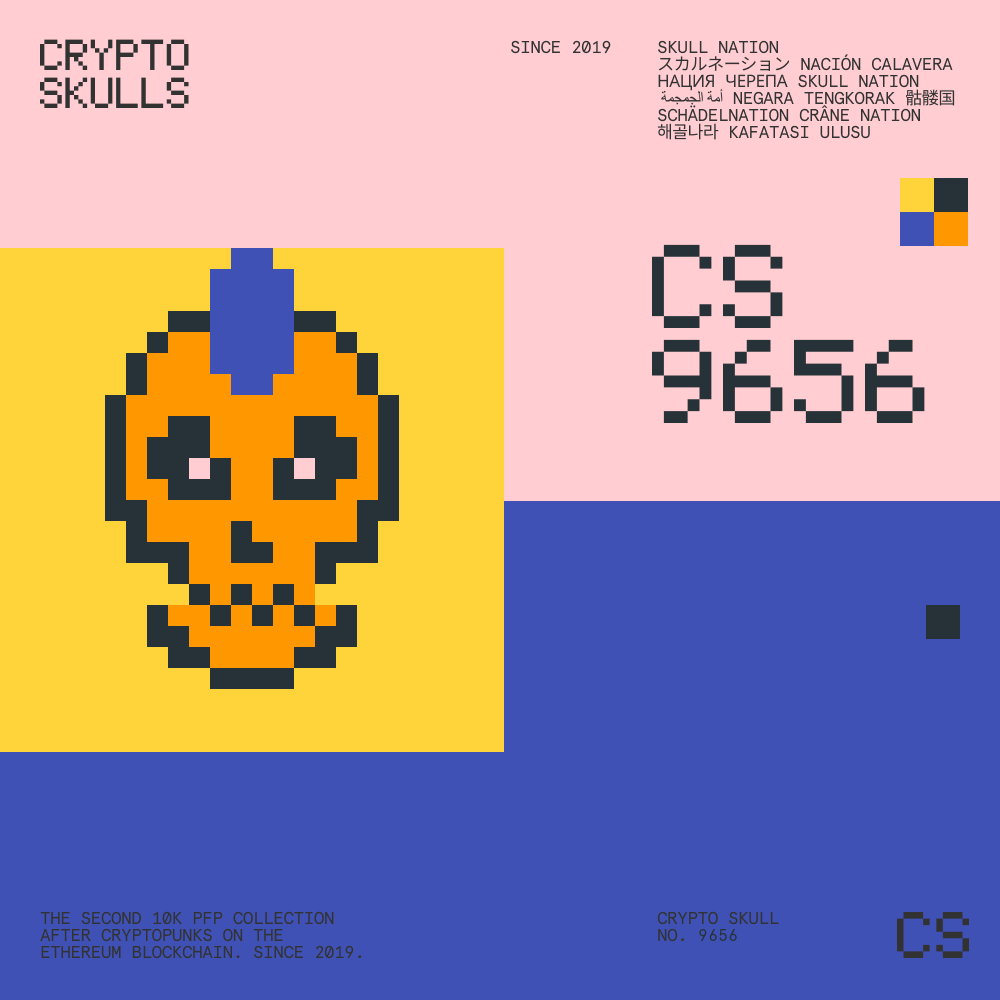 CRYPTO
SKULLS
SINCE 2019
SKULL NATION
スカルネーション NACIÓN CALAVERA
НАЦИЯ ЧЕРЕПА SKULL NATION
أمة الجمجمة NEGARA TENGKORAK 骷髅国
SCHÄDELNATION CRÂNE NATION
해골나라 KAFATASI ULUSU
CS
9656
THE SECOND 10K PFP COLLECTION
AFTER CRYPTOPUNKS ON THE
ETHEREUM BLOCKCHAIN. SINCE 2019.
CRYPTO SKULL
NO. 9656
CS